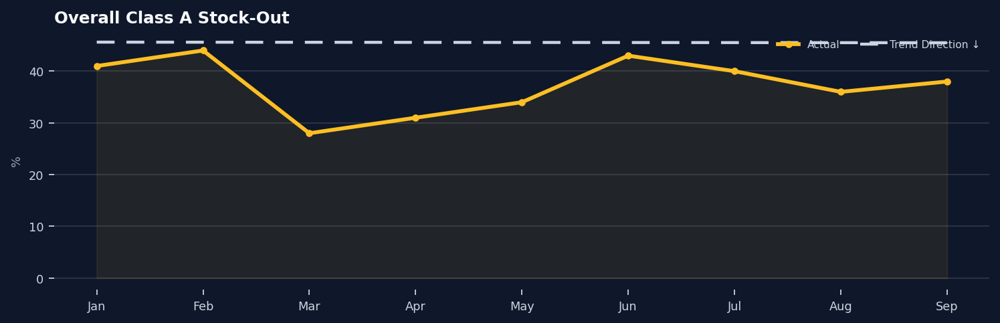 Overall Class A Stock-Out
Actual
Trend Direction ↓
%
40
30
20
10
0
Jan Feb Mar Apr May Jun Jul Aug Sep